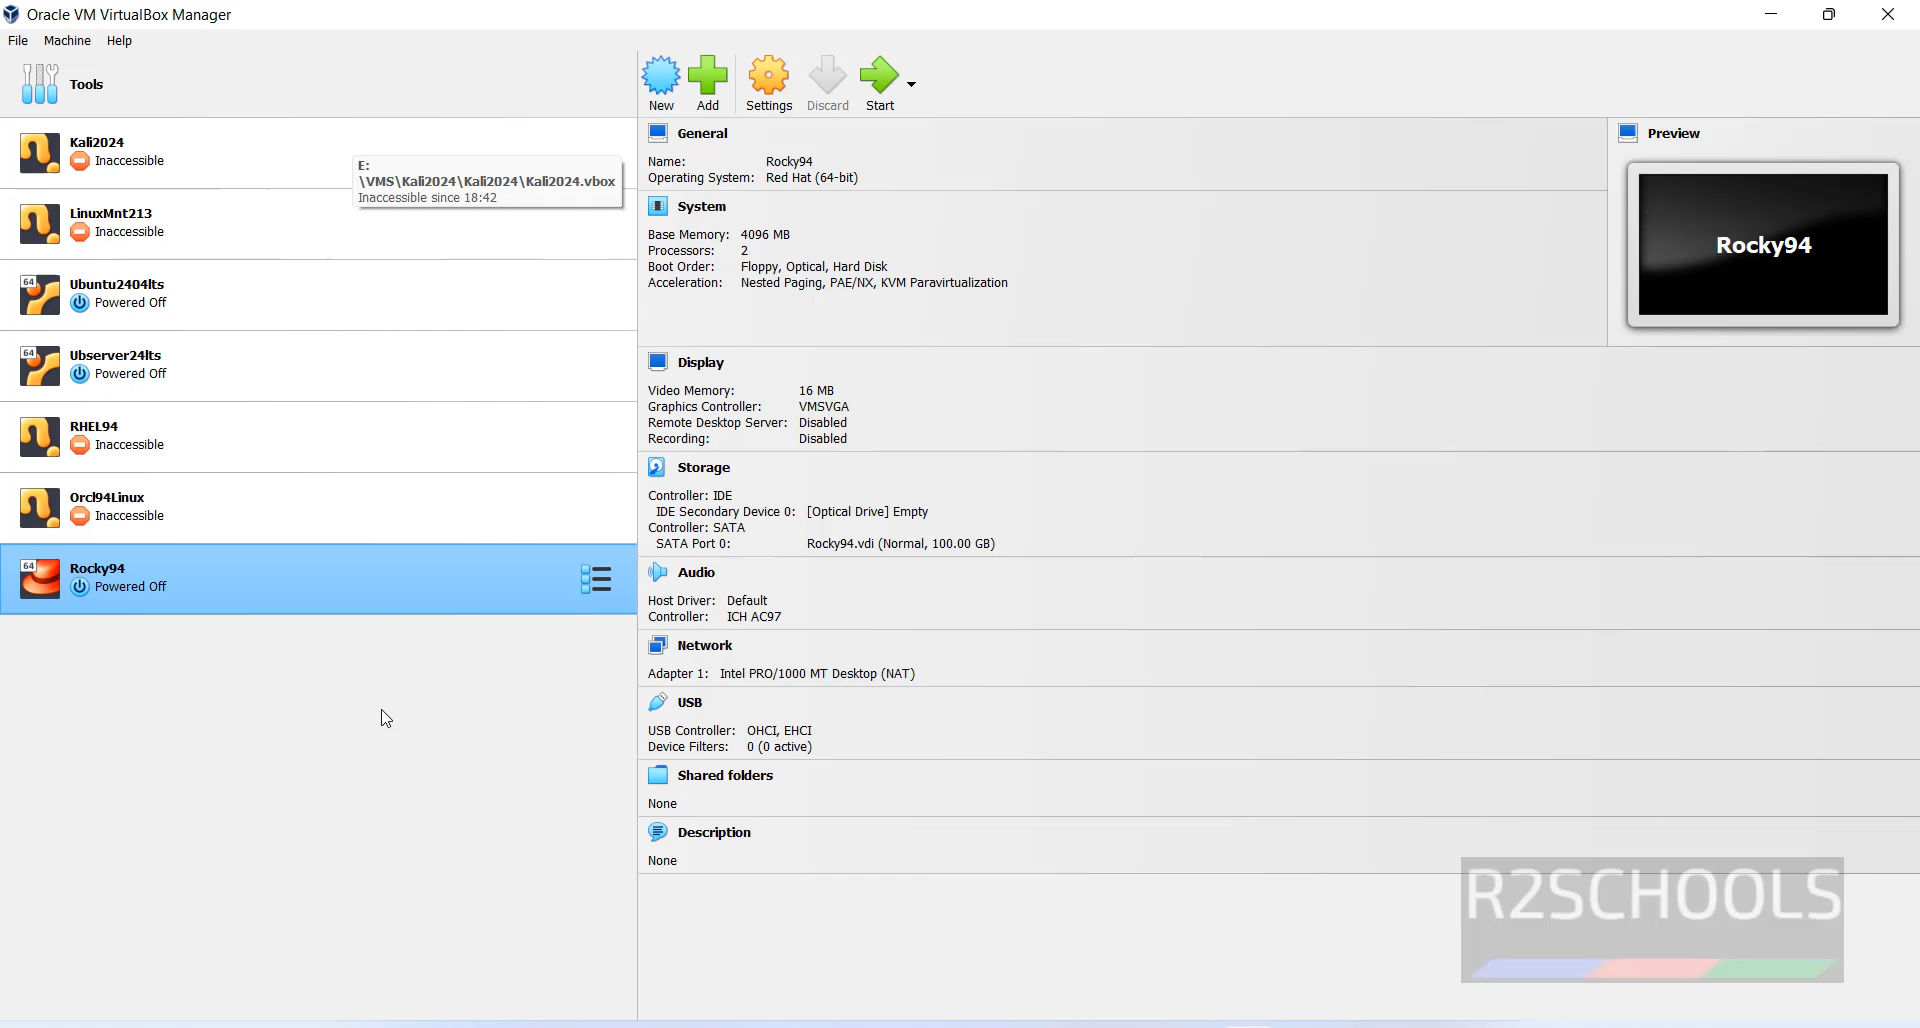 Oracle VM VirtualBox Manager
File Machine Help
Tools
New Add Settings Discard Start
Kali2024
Inaccessible
E:
\VMS\Kali2024\Kali2024\Kali2024.vbox
Inaccessible since 18:42
LinuxMnt213
Inaccessible
64
Ubuntu2404lts
Powered Off
64
Ubserver24lts
Powered Off
RHEL94
Inaccessible
Orcl94Linux
Inaccessible
64
Rocky94
Powered Off
General
Name: Rocky94
Operating System: Red Hat (64-bit)
System
Base Memory: 4096 MB
Processors: 2
Boot Order: Floppy, Optical, Hard Disk
Acceleration: Nested Paging, PAE/NX, KVM Paravirtualization
Preview
Rocky94
Display
Video Memory: 16 MB
Graphics Controller: VMSVGA
Remote Desktop Server: Disabled
Recording: Disabled
Storage
Controller: IDE
IDE Secondary Device 0: [Optical Drive] Empty
Controller: SATA
SATA Port 0: Rocky94.vdi (Normal, 100.00 GB)
Audio
Host Driver: Default
Controller: ICH AC97
Network
Adapter 1: Intel PRO/1000 MT Desktop (NAT)
USB
USB Controller: OHCI, EHCI
Device Filters: 0 (0 active)
Shared folders
None
Description
None
R2SCHOOLS